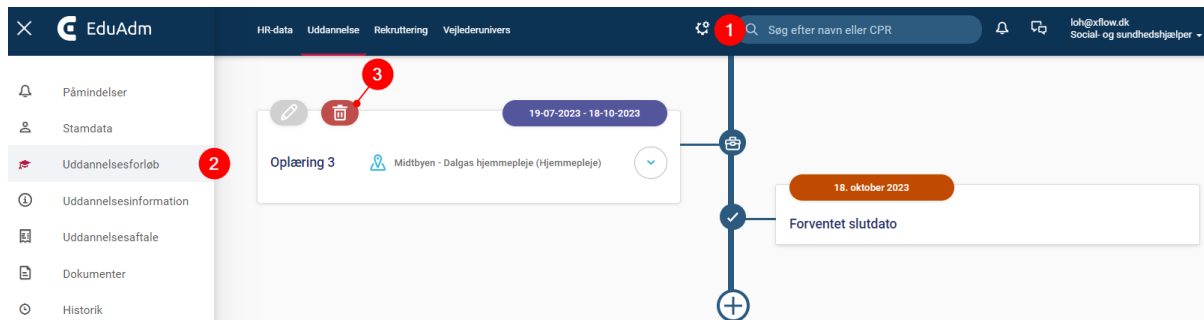 EduAdm
HR-data Uddannelse Rekruttering Vejlederunivers
1
Søg efter navn eller CPR
loh@xflow.dk
Social- og sundhedshjælper
Påmindelser
Stamdata
Uddannelsesforløb
2
Uddannelsesinformation
Uddannelsesaftale
Dokumenter
Historik
3
19-07-2023 - 18-10-2023
Oplæring 3
Midtbyen - Dalgas hjemmepleje (Hjemmepleje)
18. oktober 2023
Forventet slutdato